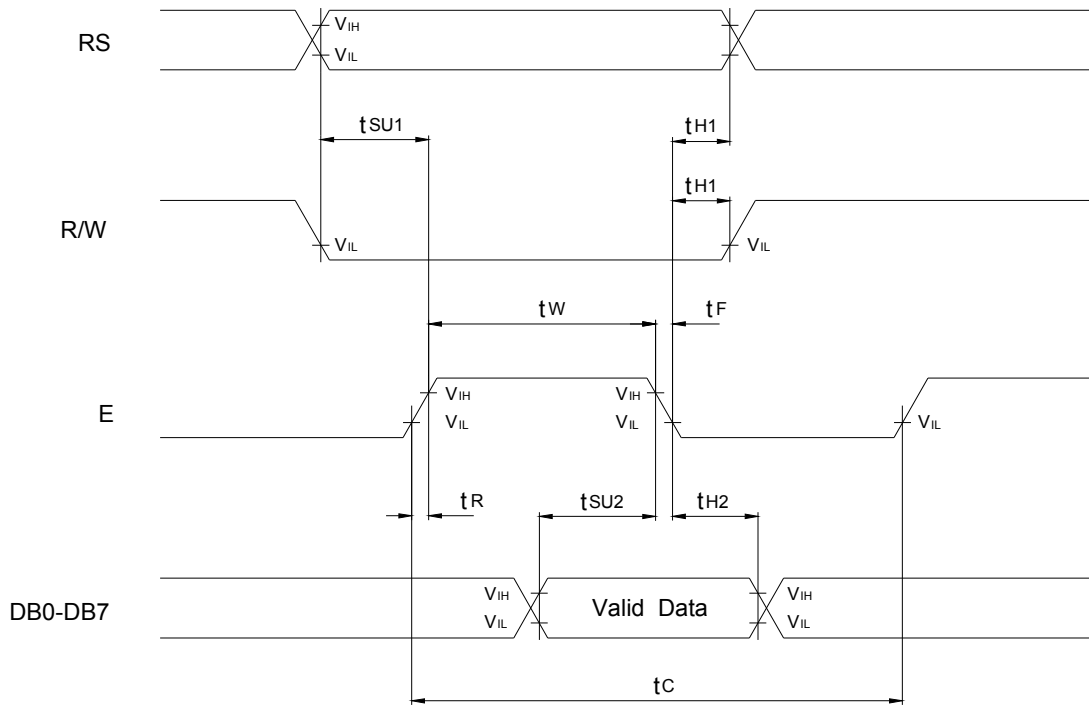 RS
VIH
VIL
tSU1
tH1
tH1
R/W
VIL
VIL
tW
tF
E
VIH
VIL
VIH
VIL
VIL
tR
tSU2
tH2
DB0-DB7
VIH
VIL
Valid Data
VIH
VIL
tC